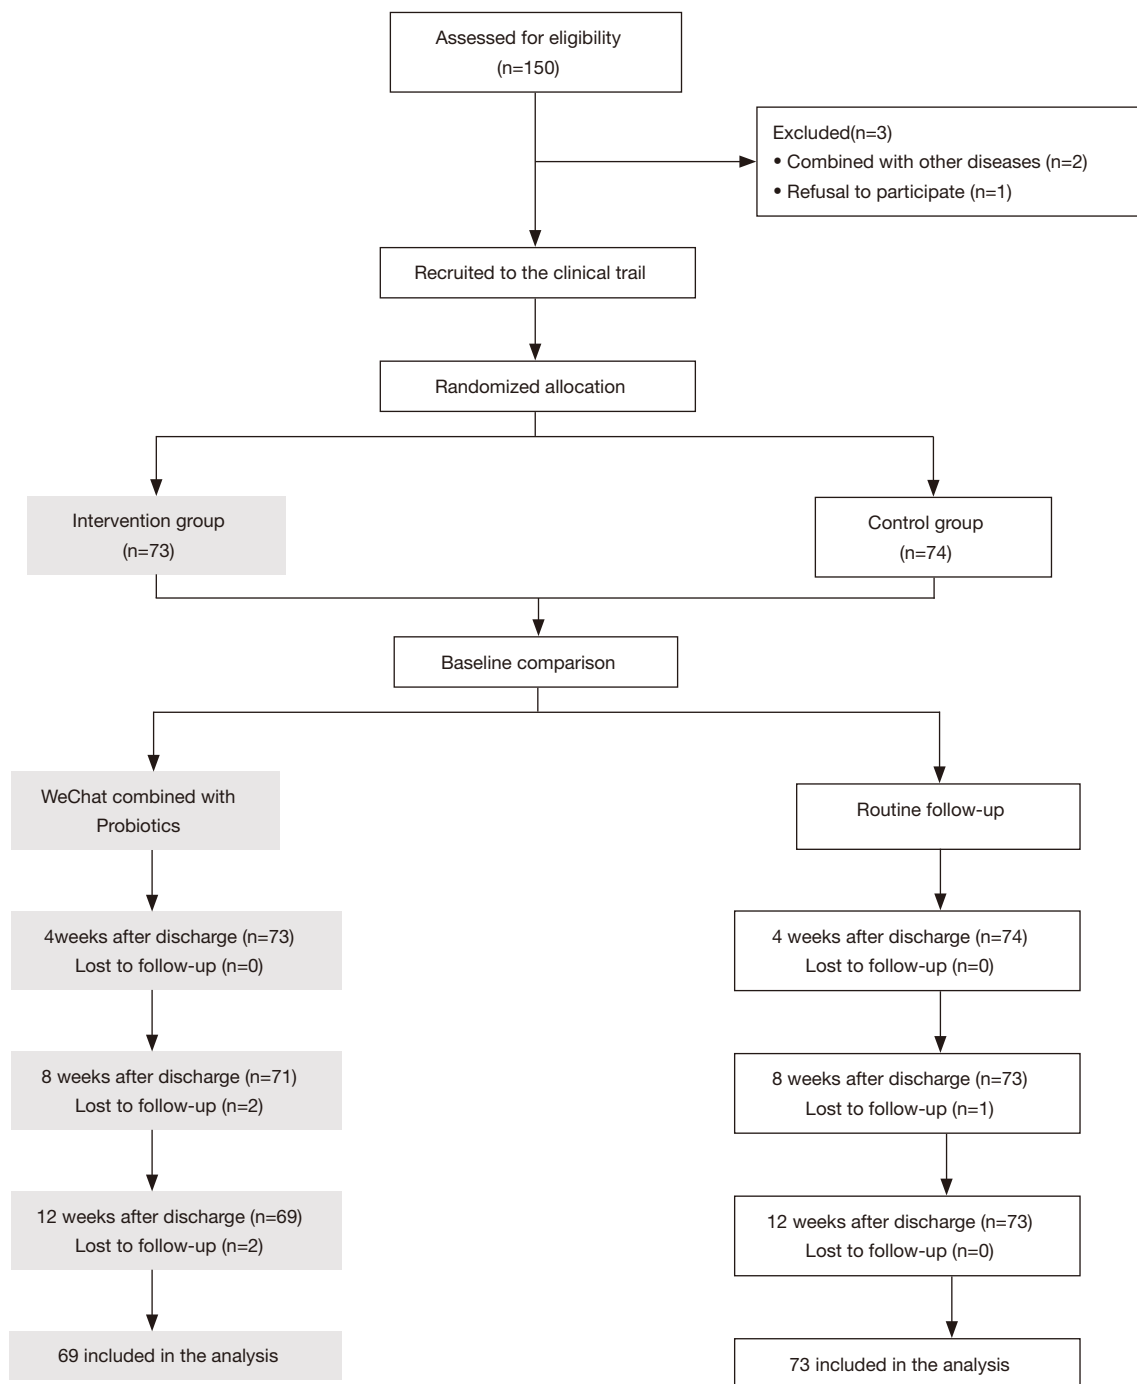 Assessed for eligibility
(n=150)
Excluded(n=3)
• Combined with other diseases (n=2)
• Refusal to participate (n=1)
Recruited to the clinical trail
Randomized allocation
Intervention group
(n=73)
Control group
(n=74)
Baseline comparison
WeChat combined with
Probiotics
Routine follow-up
4weeks after discharge (n=73)
Lost to follow-up (n=0)
4 weeks after discharge (n=74)
Lost to follow-up (n=0)
8 weeks after discharge (n=71)
Lost to follow-up (n=2)
8 weeks after discharge (n=73)
Lost to follow-up (n=1)
12 weeks after discharge (n=69)
Lost to follow-up (n=2)
12 weeks after discharge (n=73)
Lost to follow-up (n=0)
69 included in the analysis
73 included in the analysis